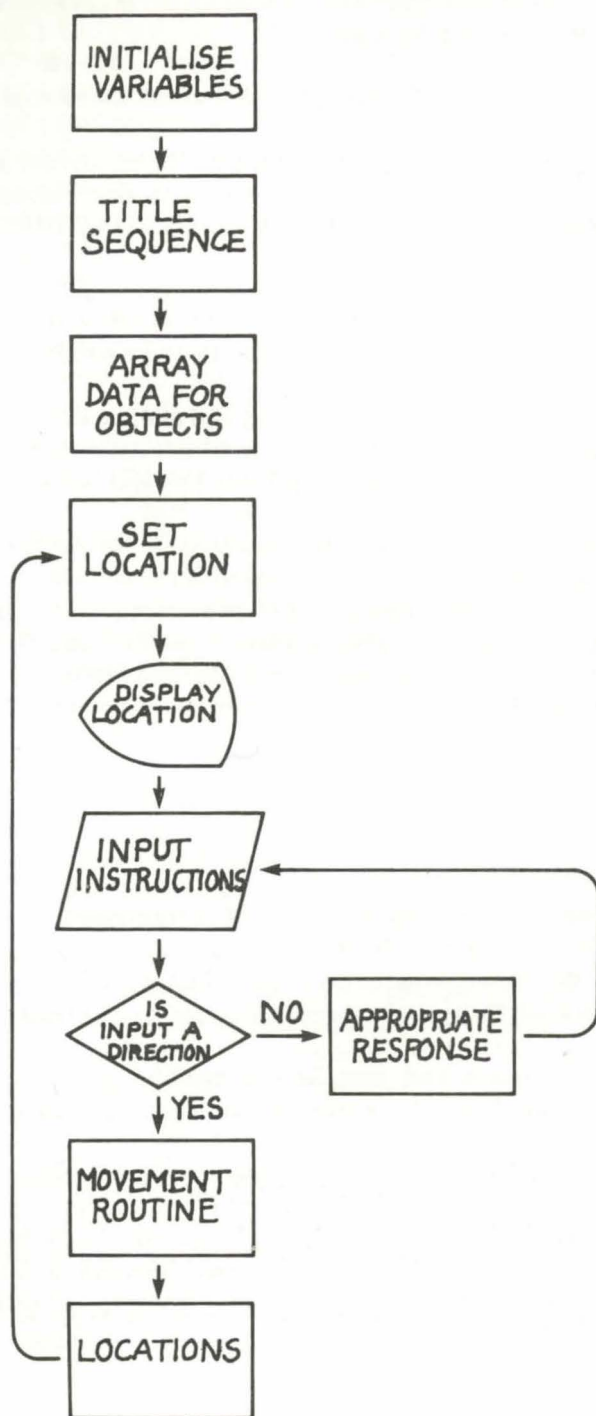 INITIALISE
VARIABLES
TITLE
SEQUENCE
ARRAY
DATA FOR
OBJECTS
SET
LOCATION
DISPLAY
LOCATION
INPUT
INSTRUCTIONS
IS
INPUT A
DIRECTION
NO
APPROPRIATE
RESPONSE
YES
MOVEMENT
ROUTINE
LOCATIONS